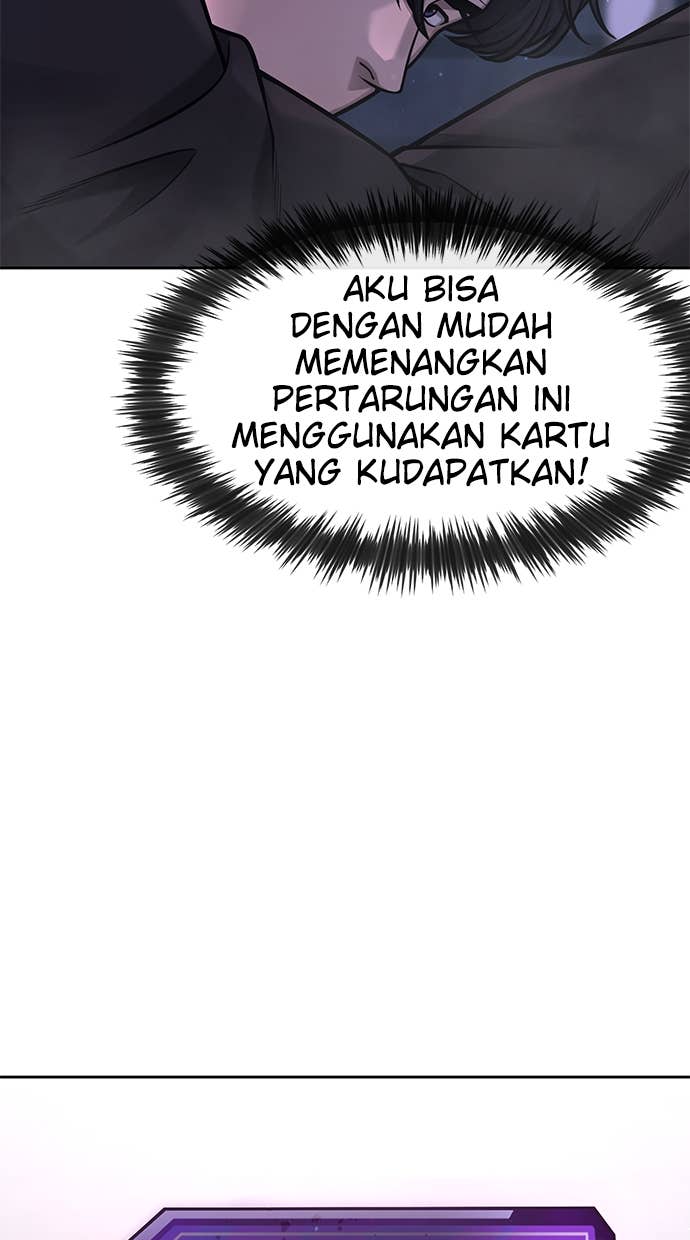 AKU BISA
DENGAN MUDAH
MEMENANGKAN
PERTARUNGAN INI
MENGGUNAKAN KARTU
YANG KUDAPATKAN!